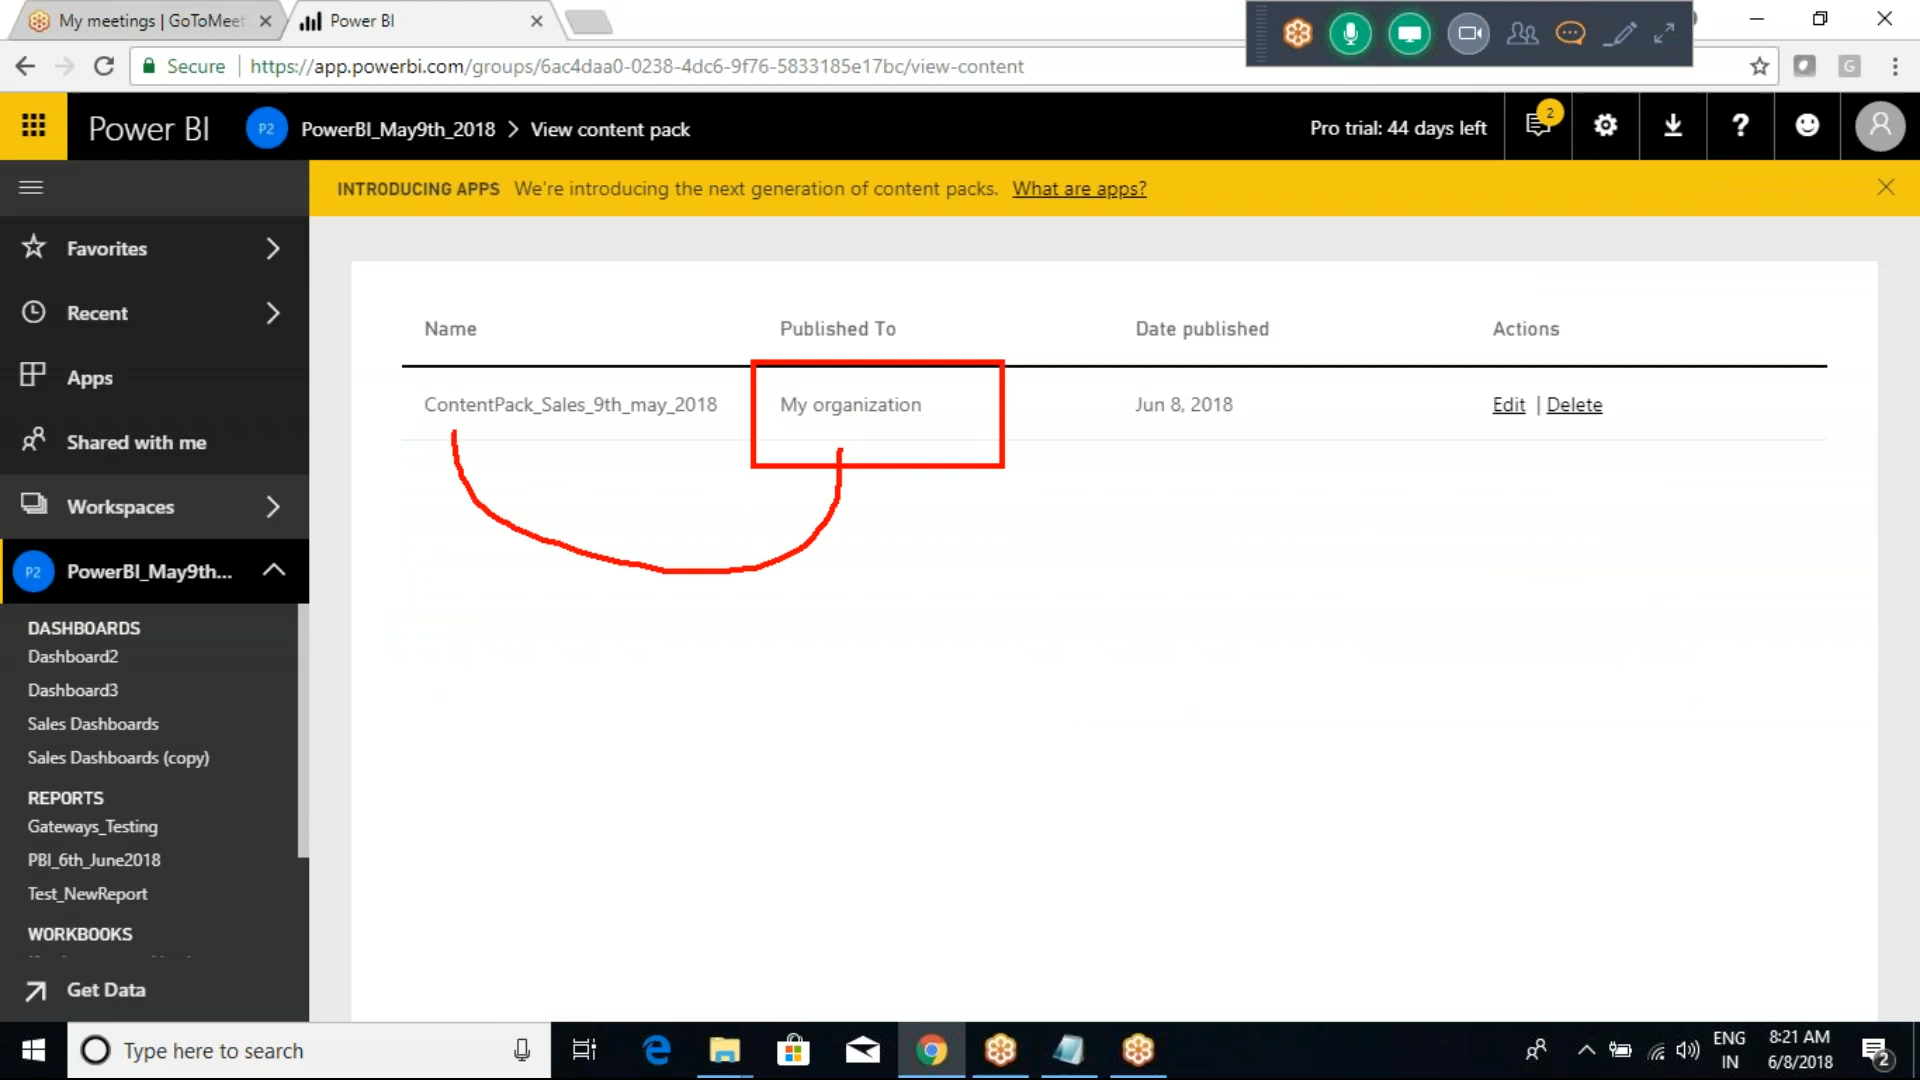 My meetings | GoToMeet
Power BI
Secure
https://app.powerbi.com/groups/6ac4daa0-0238-4dc6-9f76-5833185e17bc/view-content
G
Power BI
P2
PowerBI_May9th_2018 > View content pack
Pro trial: 44 days left
2
?
INTRODUCING APPS We're introducing the next generation of content packs. What are apps?
Favorites
Recent
Apps
Shared with me
Workspaces
P2
PowerBI_May9th...
DASHBOARDS
Dashboard2
Dashboard3
Sales Dashboards
Sales Dashboards (copy)
REPORTS
Gateways_Testing
PBI_6th_June2018
Test_NewReport
WORKBOOKS
Get Data
Name Published To Date published Actions
ContentPack_Sales_9th_may_2018 My organization Jun 8, 2018 Edit | Delete
Type here to search
ENG
IN
8:21 AM
6/8/2018
2